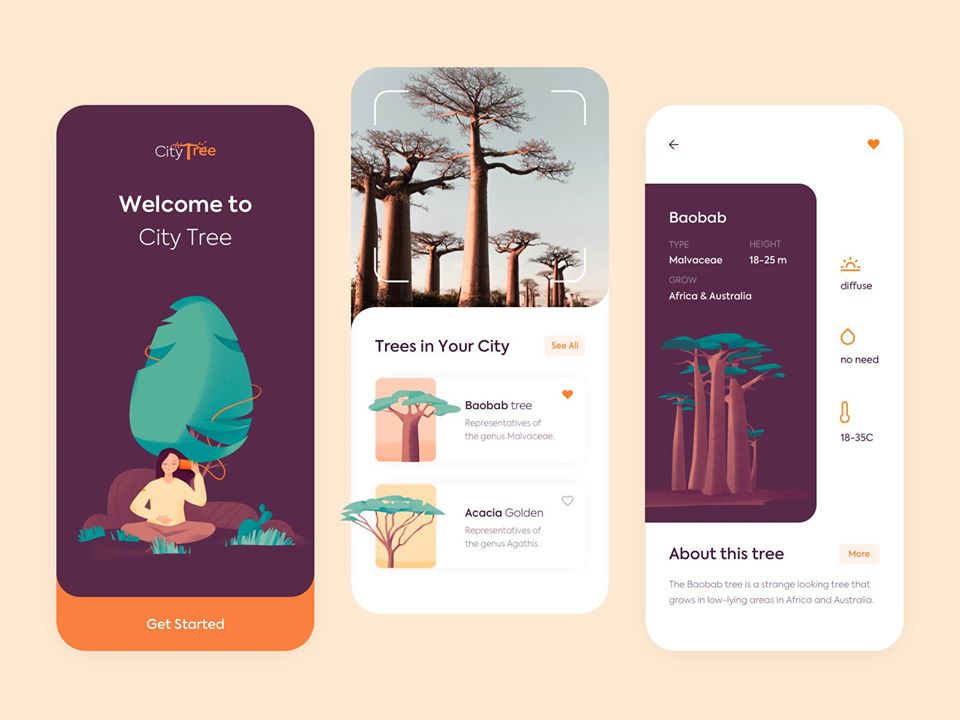 City Tree
Welcome to
City Tree
Get Started
Trees in Your City
See All
Baobab tree
Representatives of
the genus Malvaceae.
Acacia Golden
Representatives of
the genus Agathis.
Baobab
TYPE
HEIGHT
Malvaceae
18-25 m
GROW
Africa & Australia
diffuse
no need
18-35C
About this tree
More
The Baobab tree is a strange looking tree that
grows in low-lying areas in Africa and Australia.